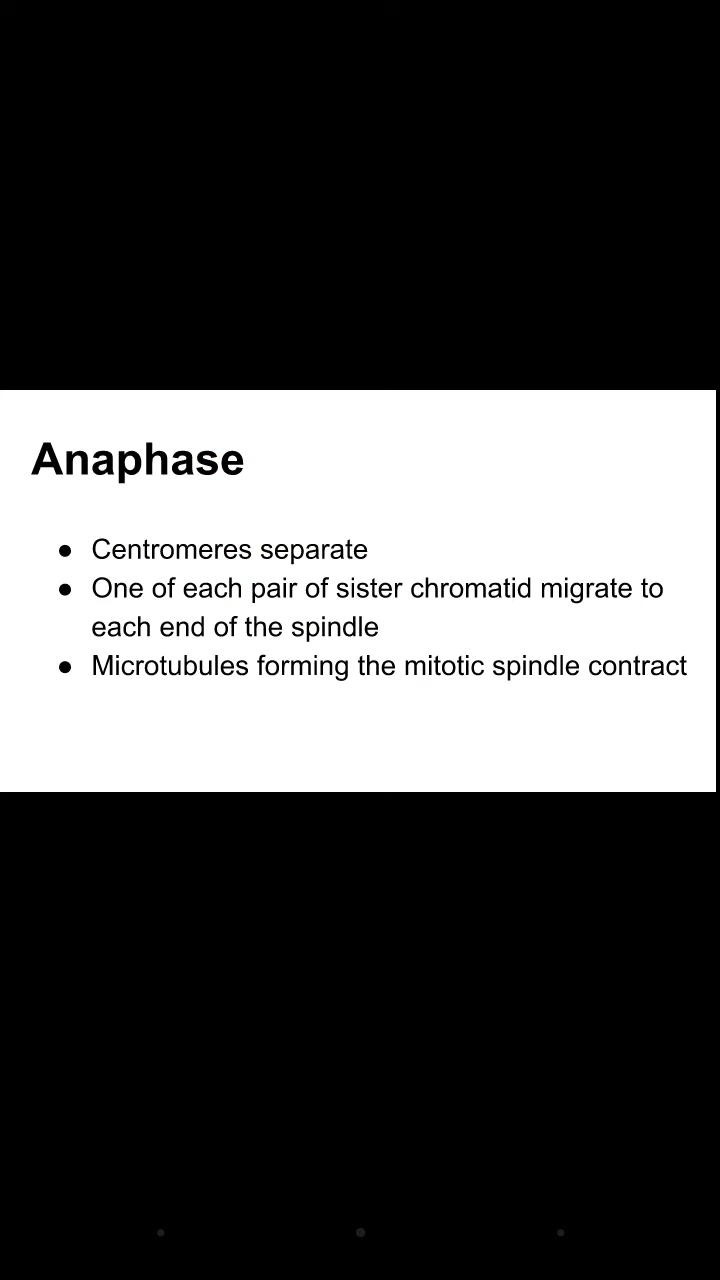 Anaphase
● Centromeres separate
● One of each pair of sister chromatid migrate to
each end of the spindle
● Microtubules forming the mitotic spindle contract